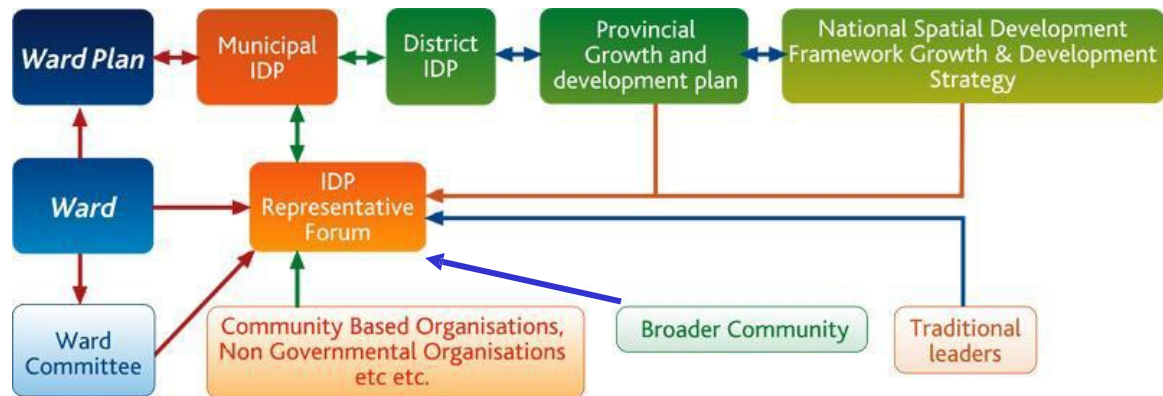 Ward Plan
Municipal
IDP
District
IDP
Provincial
Growth and
development plan
National Spatial Development
Framework Growth & Development
Strategy
Ward
IDP
Representative
Forum
Ward
Committee
Community Based Organisations,
Non Governmental Organisations
etc etc.
Broader Community
Traditional
leaders